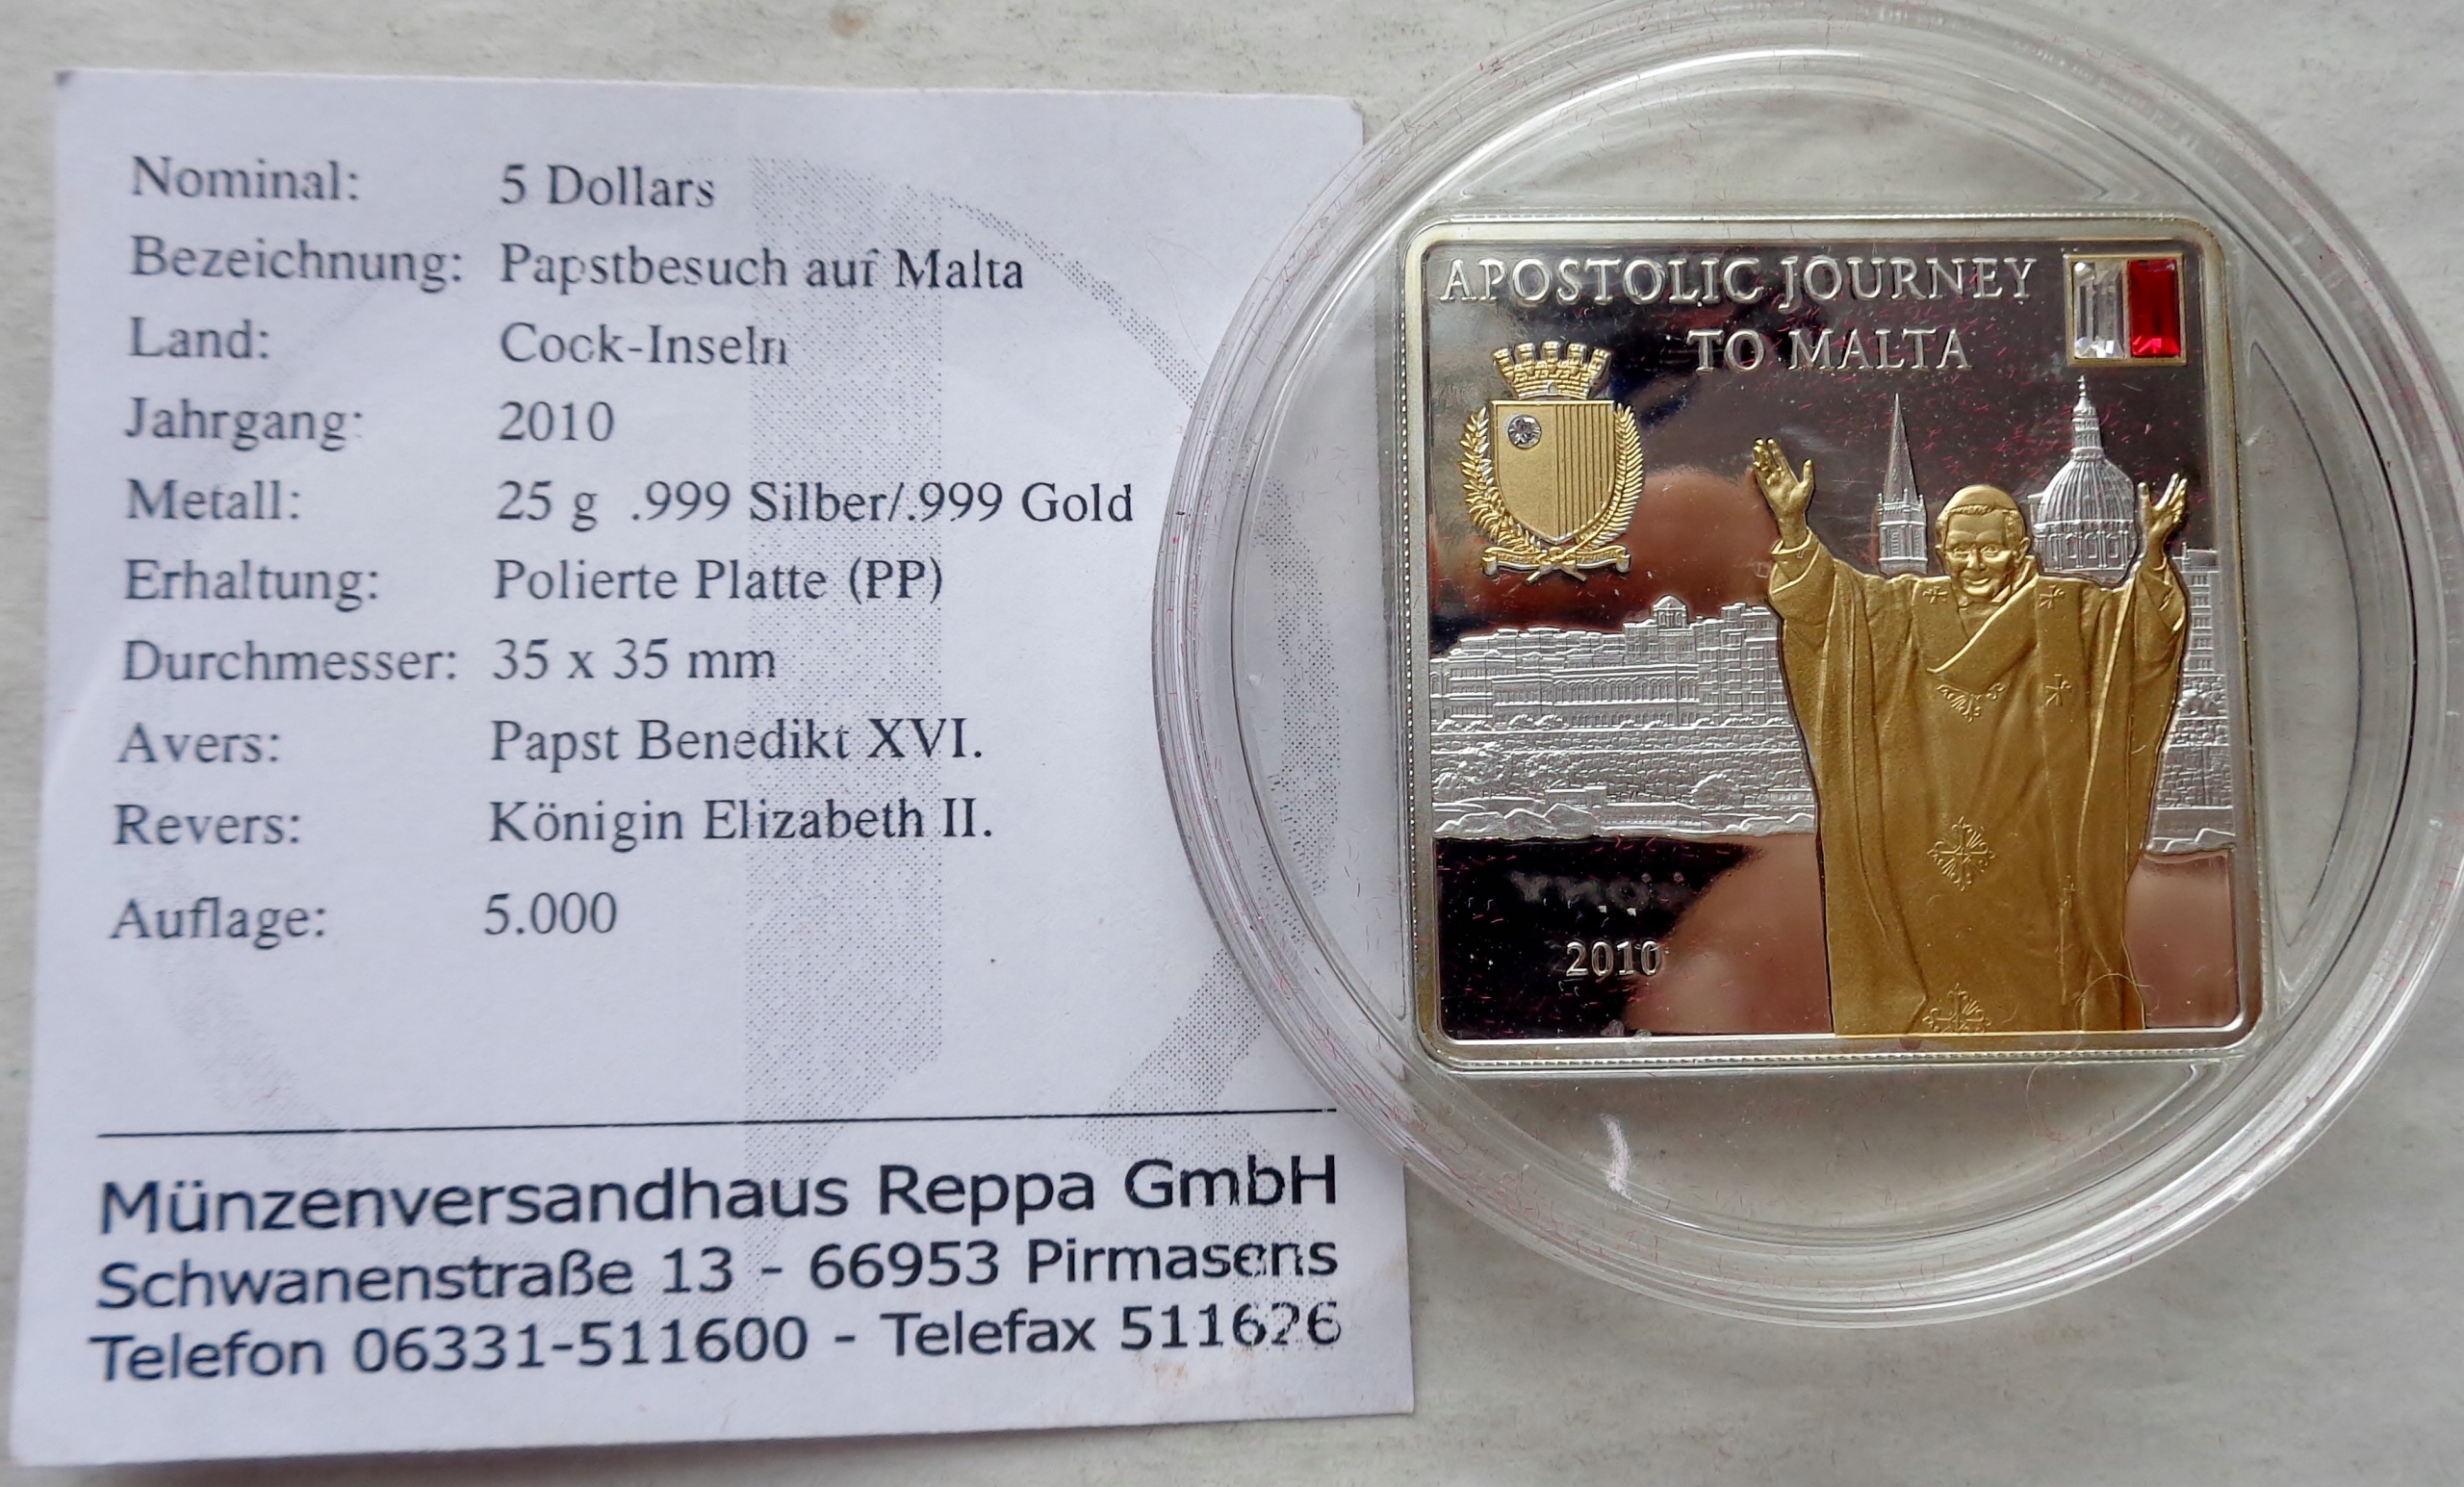 Nominal: 5 Dollars
Bezeichnung: Papstbesuch auf Malta
Land: Cock-Inseln
Jahrgang: 2010
Metall: 25 g .999 Silber/.999 Gold
Erhaltung: Polierte Platte (PP)
Durchmesser: 35 x 35 mm
Avers: Papst Benedikt XVI.
Revers: Königin Elizabeth II.
Auflage: 5.000
Münzenversandhaus Reppa GmbH
Schwanenstraße 13 - 66953 Pirmasens
Telefon 06331-511600 - Telefax 511626
APOSTOLIC JOURNEY
TO MALTA
2010